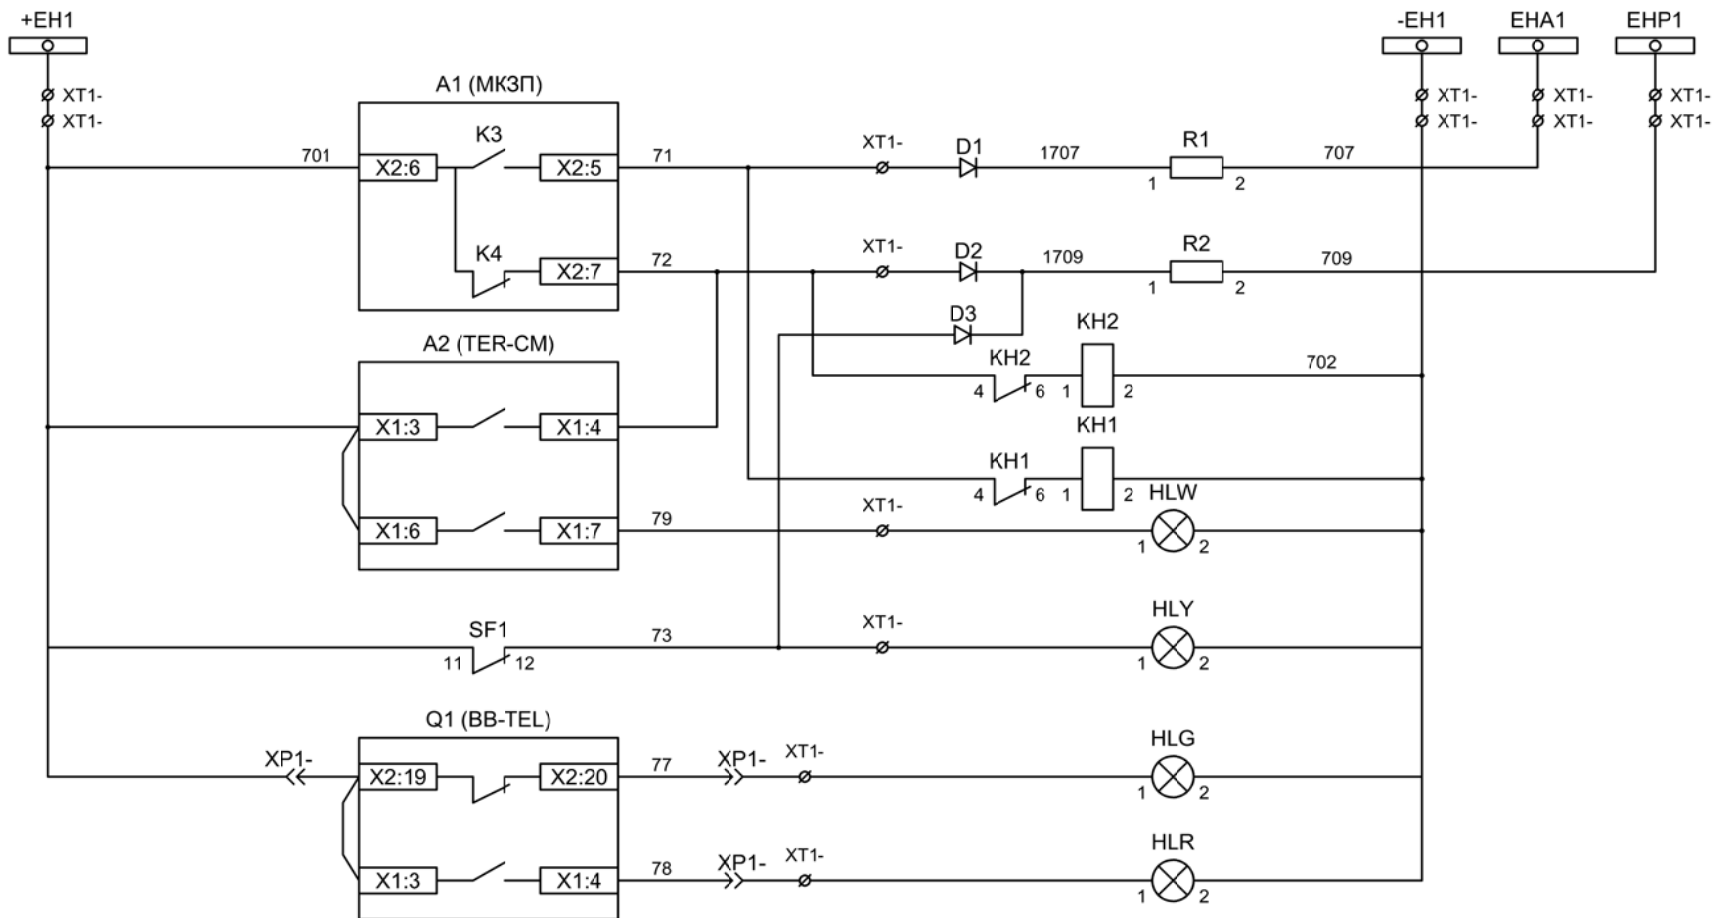 +EH1
-EH1
EHA1
EHP1
XT1-
XT1-
XT1-
XT1-
XT1-
XT1-
XT1-
XT1-
А1 (МКЗП)
701
X2:6
K3
X2:5
71
XT1-
D1
1707
R1
1
2
707
K4
X2:7
72
XT1-
D2
1709
R2
1
2
709
D3
A2 (TER-CM)
KH2
4
6
KH2
1
2
702
X1:3
X1:4
KH1
4
6
KH1
1
2
X1:6
X1:7
79
XT1-
HLW
1
2
SF1
11
12
73
XT1-
HLY
1
2
Q1 (BB-TEL)
XP1-
X2:19
X2:20
77
XP1-
XT1-
HLG
1
2
X1:3
X1:4
78
XP1-
XT1-
HLR
1
2